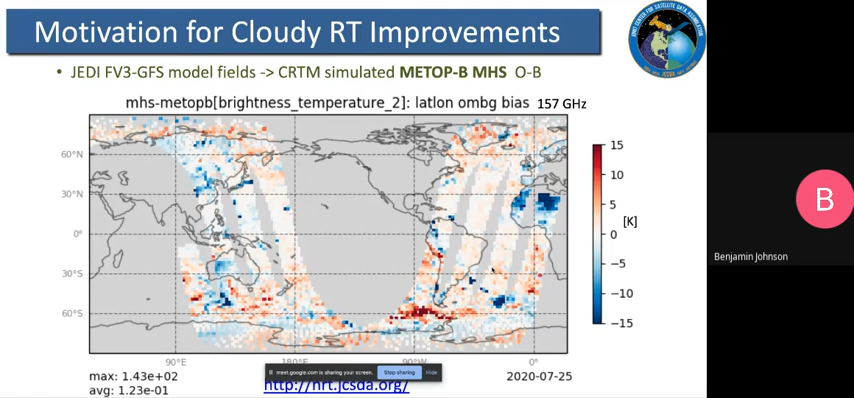 Motivation for Cloudy RT Improvements
• JEDI FV3-GFS model fields -> CRTM simulated METOP-B MHS O-B
mhs-metopb[brightness_temperature_2]: latlon ombg bias 157 GHz
60°N
30°N
0°
30°S
60°S
90°E
180°W
90°W
0°
15
10
5
0
−5
−10
−15
[K]
max: 1.43e+02
avg: 1.23e-01
2020-07-25
meet.google.com is sharing your screen.
Stop sharing
Hide
http://nrt.jcsda.org/
B
Benjamin Johnson